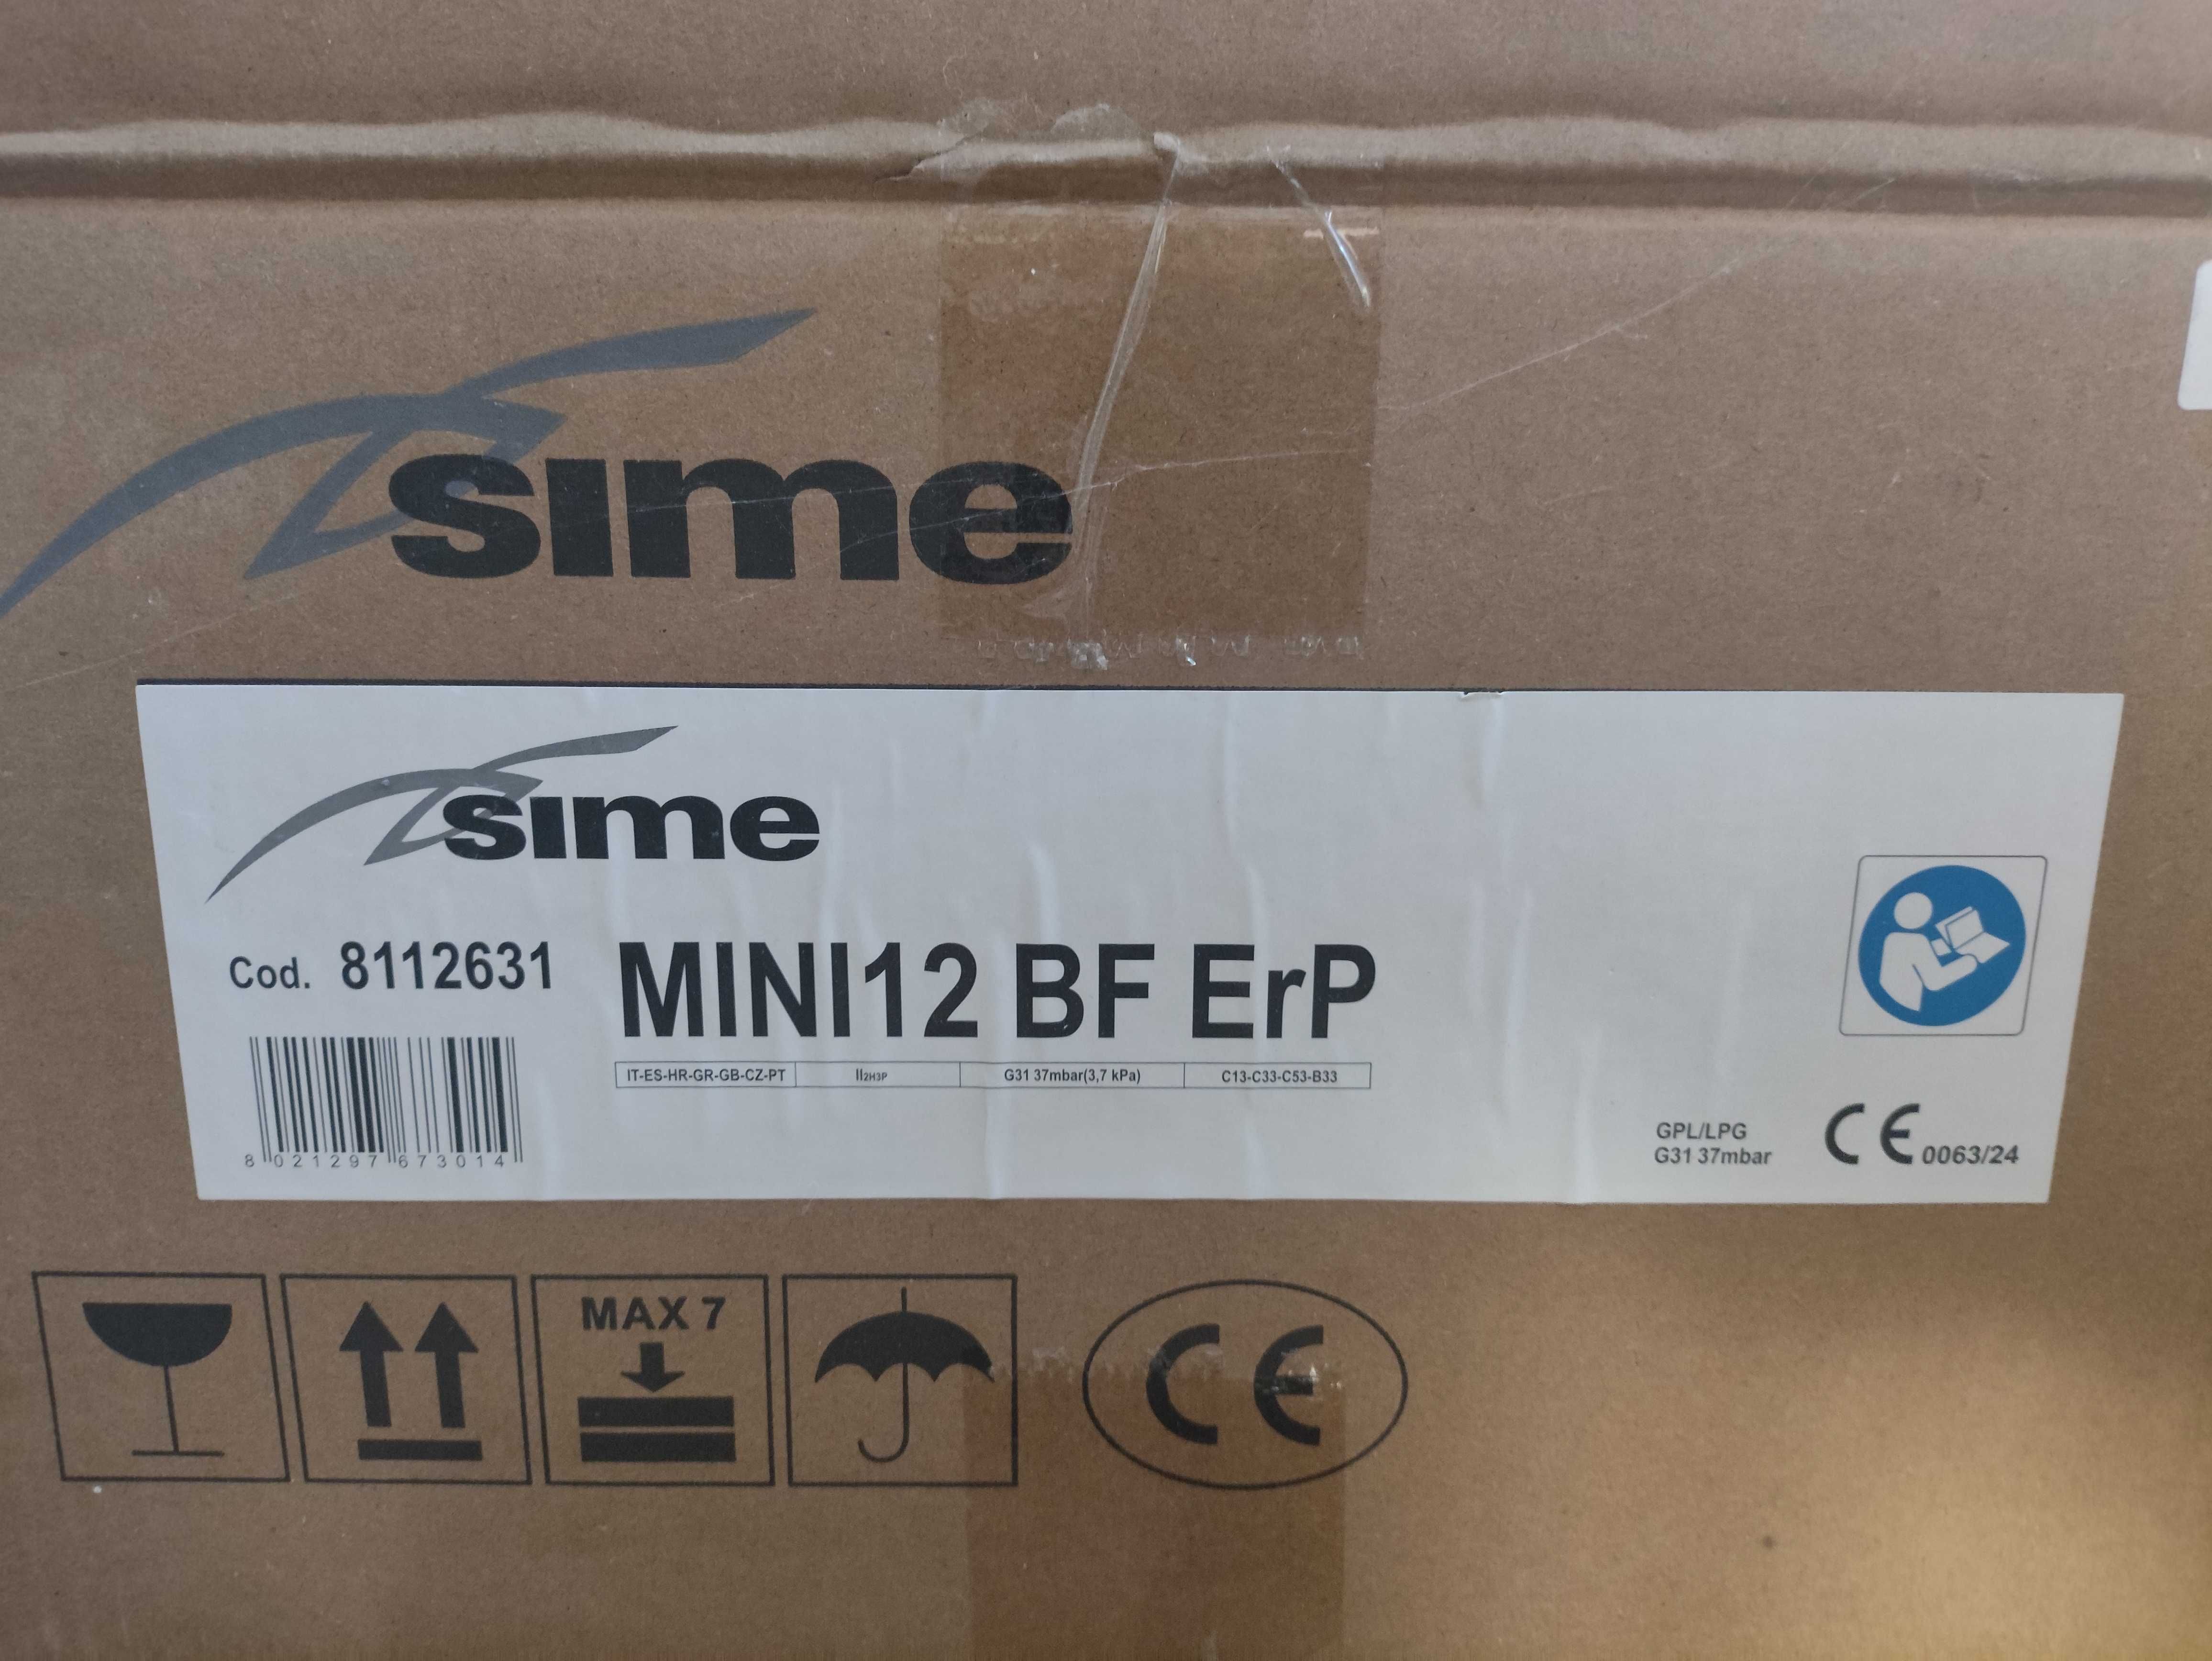 sime
sime
Cod. 8112631
MINI12 BF ErP
IT-ES-HR-GR-GB-CZ-PT II2H3P G31 37mbar(3,7 kPa) C13-C33-C53-B33
8 021297 673014
GPL/LPG
G31 37mbar
CE 0063/24
MAX 7
CE